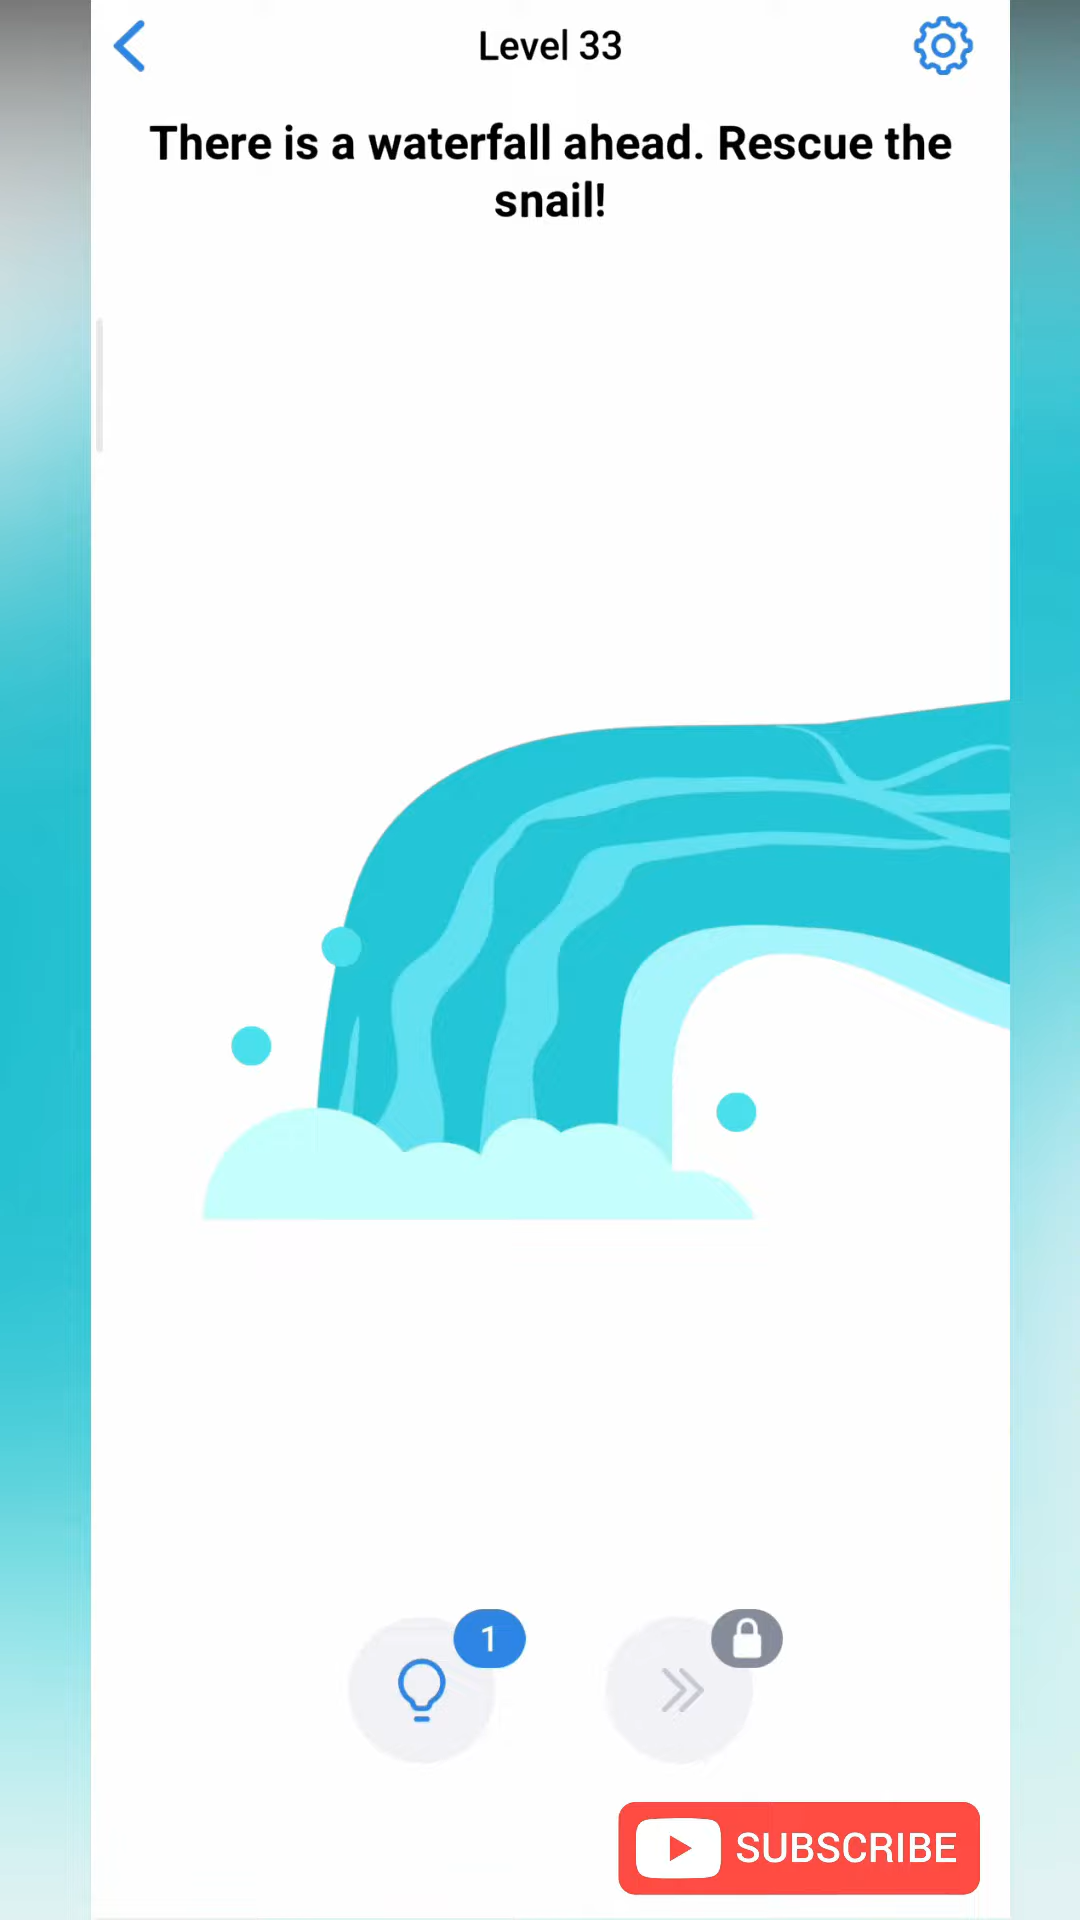 Level 33
There is a waterfall ahead. Rescue the
snail!
1
SUBSCRIBE